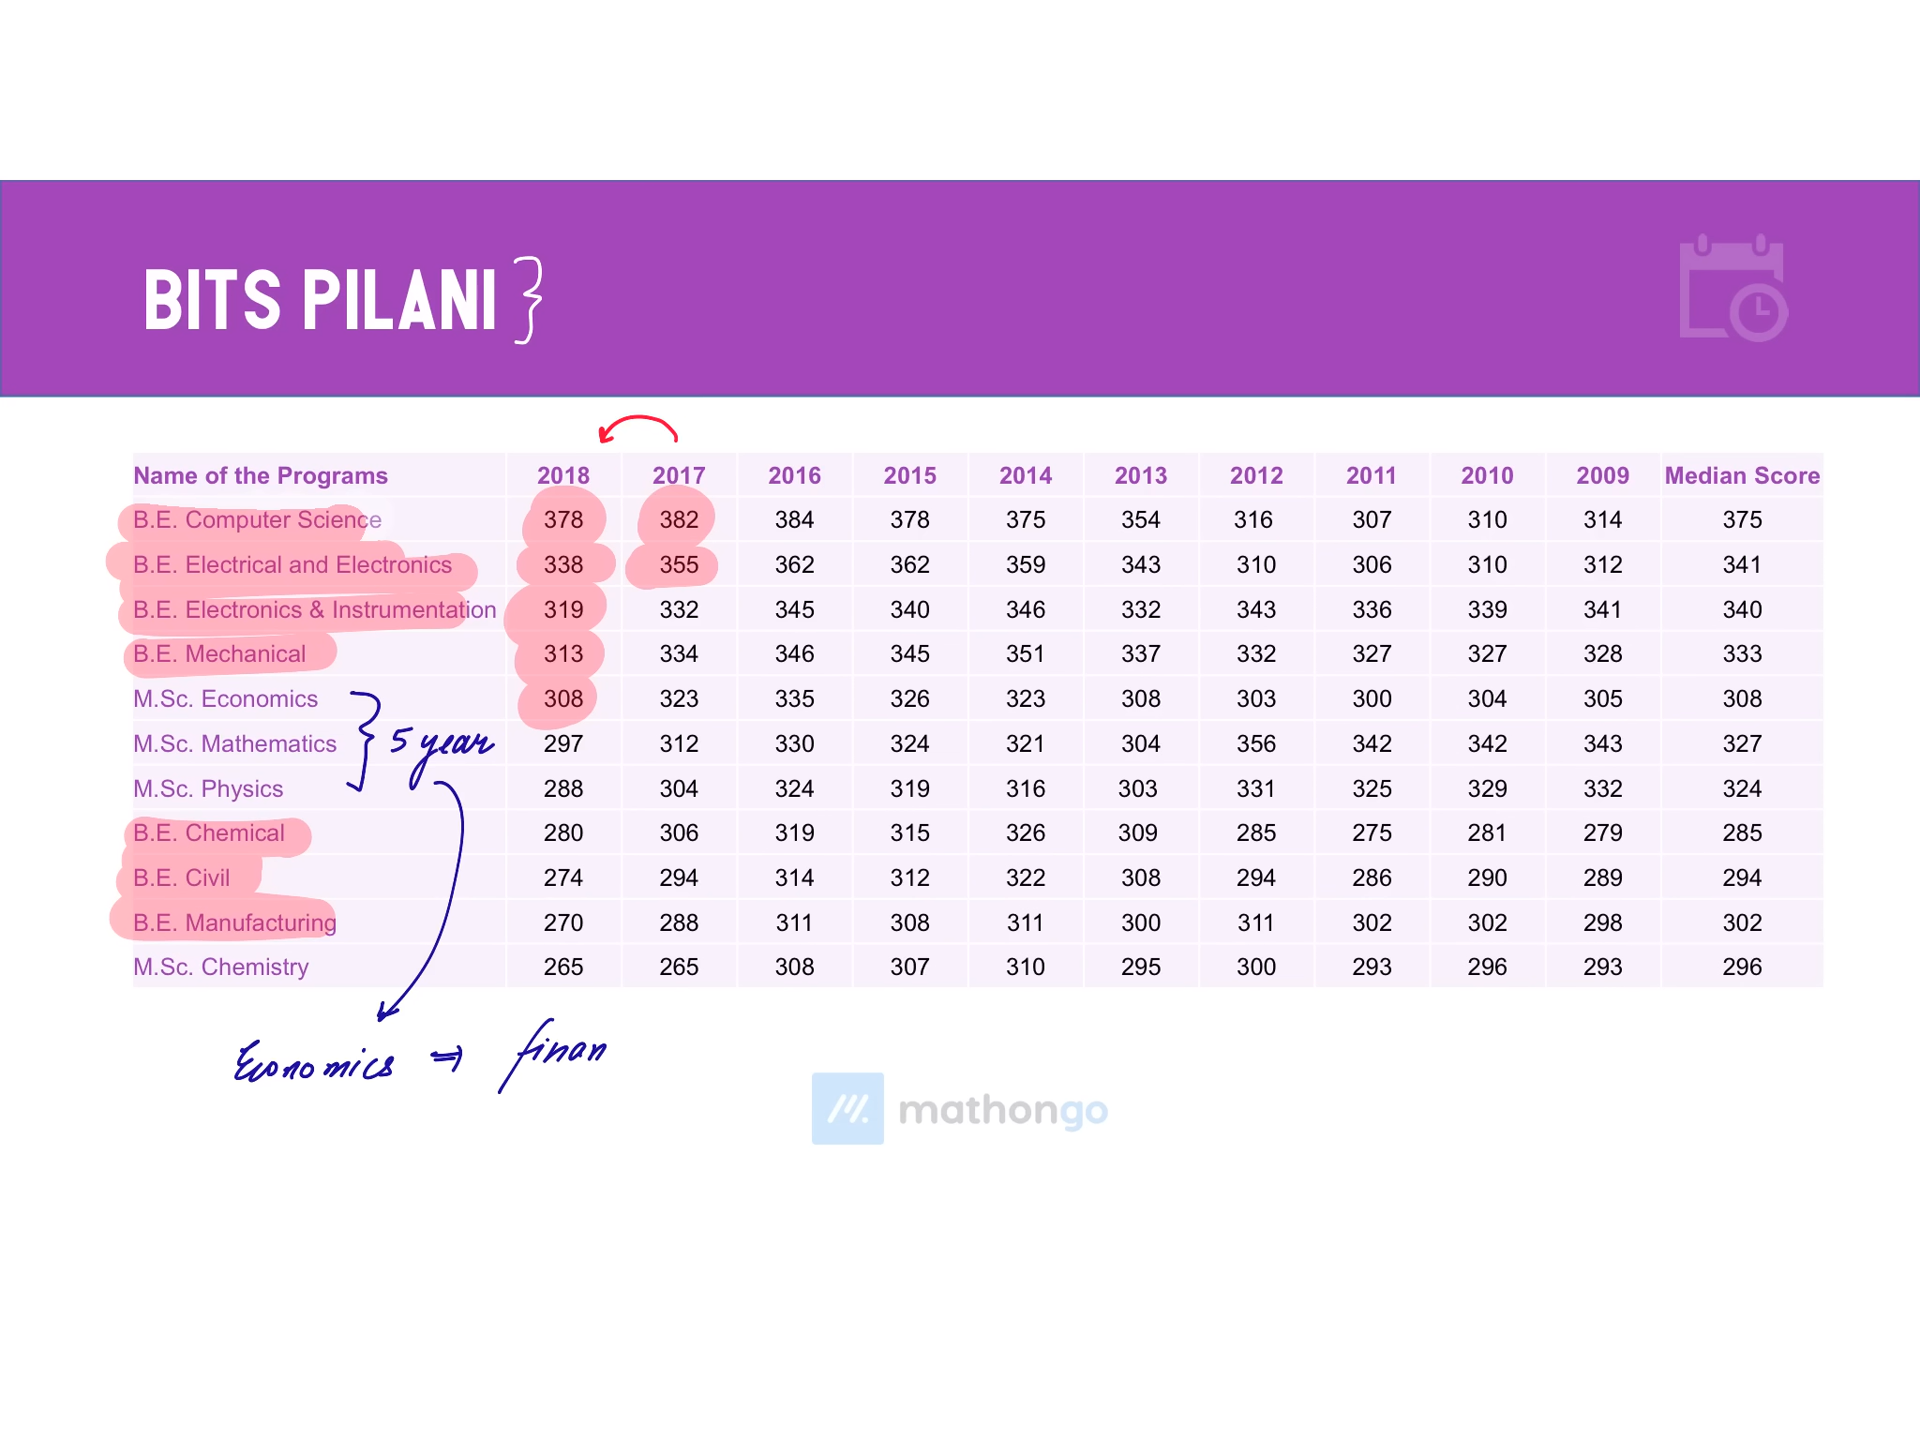 BITS PILANI }
Name of the Programs 2018 2017 2016 2015 2014 2013 2012 2011 2010 2009 Median Score
B.E. Computer Science 378 382 384 378 375 354 316 307 310 314 375
B.E. Electrical and Electronics 338 355 362 362 359 343 310 306 310 312 341
B.E. Electronics & Instrumentation 319 332 345 340 346 332 343 336 339 341 340
B.E. Mechanical 313 334 346 345 351 337 332 327 327 328 333
M.Sc. Economics 308 323 335 326 323 308 303 300 304 305 308
M.Sc. Mathematics 297 312 330 324 321 304 356 342 342 343 327
5 year
M.Sc. Physics 288 304 324 319 316 303 331 325 329 332 324
B.E. Chemical 280 306 319 315 326 309 285 275 281 279 285
B.E. Civil 274 294 314 312 322 308 294 286 290 289 294
B.E. Manufacturing 270 288 311 308 311 300 311 302 302 298 302
M.Sc. Chemistry 265 265 308 307 310 295 300 293 296 293 296
Economics ⇒ finan
mathongo